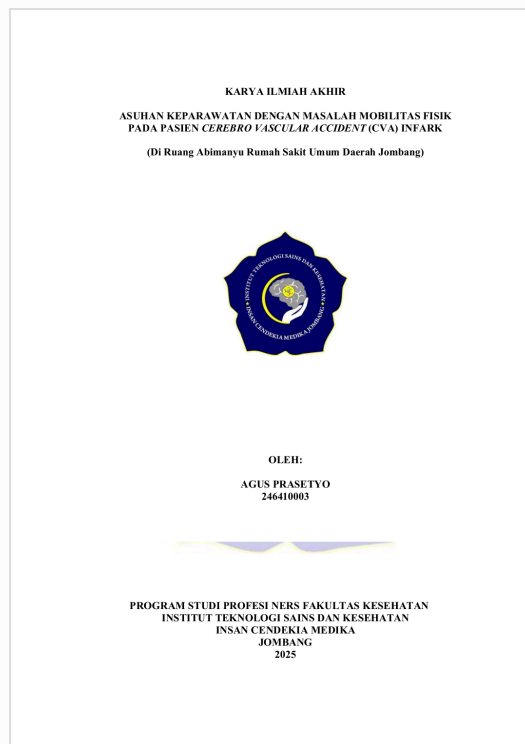 KARYA ILMIAH AKHIR
ASUHAN KEPARAWATAN DENGAN MASALAH MOBILITAS FISIK
PADA PASIEN CEREBRO VASCULAR ACCIDENT (CVA) INFARK
(Di Ruang Abimanyu Rumah Sakit Umum Daerah Jombang)
INSTITUT TEKNOLOGI SAINS DAN KESEHATAN
INSAN CENDEKIA MEDIKA JOMBANG
OLEH:
AGUS PRASETYO
246410003
PROGRAM STUDI PROFESI NERS FAKULTAS KESEHATAN
INSTITUT TEKNOLOGI SAINS DAN KESEHATAN
INSAN CENDEKIA MEDIKA
JOMBANG
2025